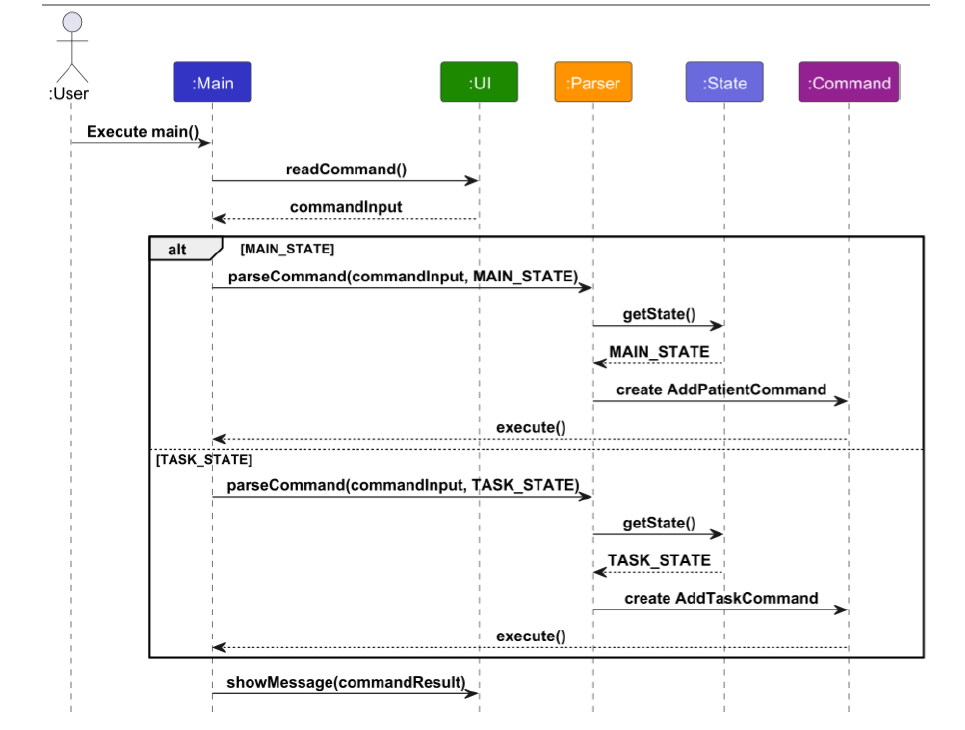 :User
:Main
:UI
:Parser
:State
:Command
Execute main()
readCommand()
commandInput
alt
[MAIN_STATE]
parseCommand(commandInput, MAIN_STATE)
getState()
MAIN_STATE
create AddPatientCommand
execute()
[TASK_STATE]
parseCommand(commandInput, TASK_STATE)
getState()
TASK_STATE
create AddTaskCommand
execute()
showMessage(commandResult)